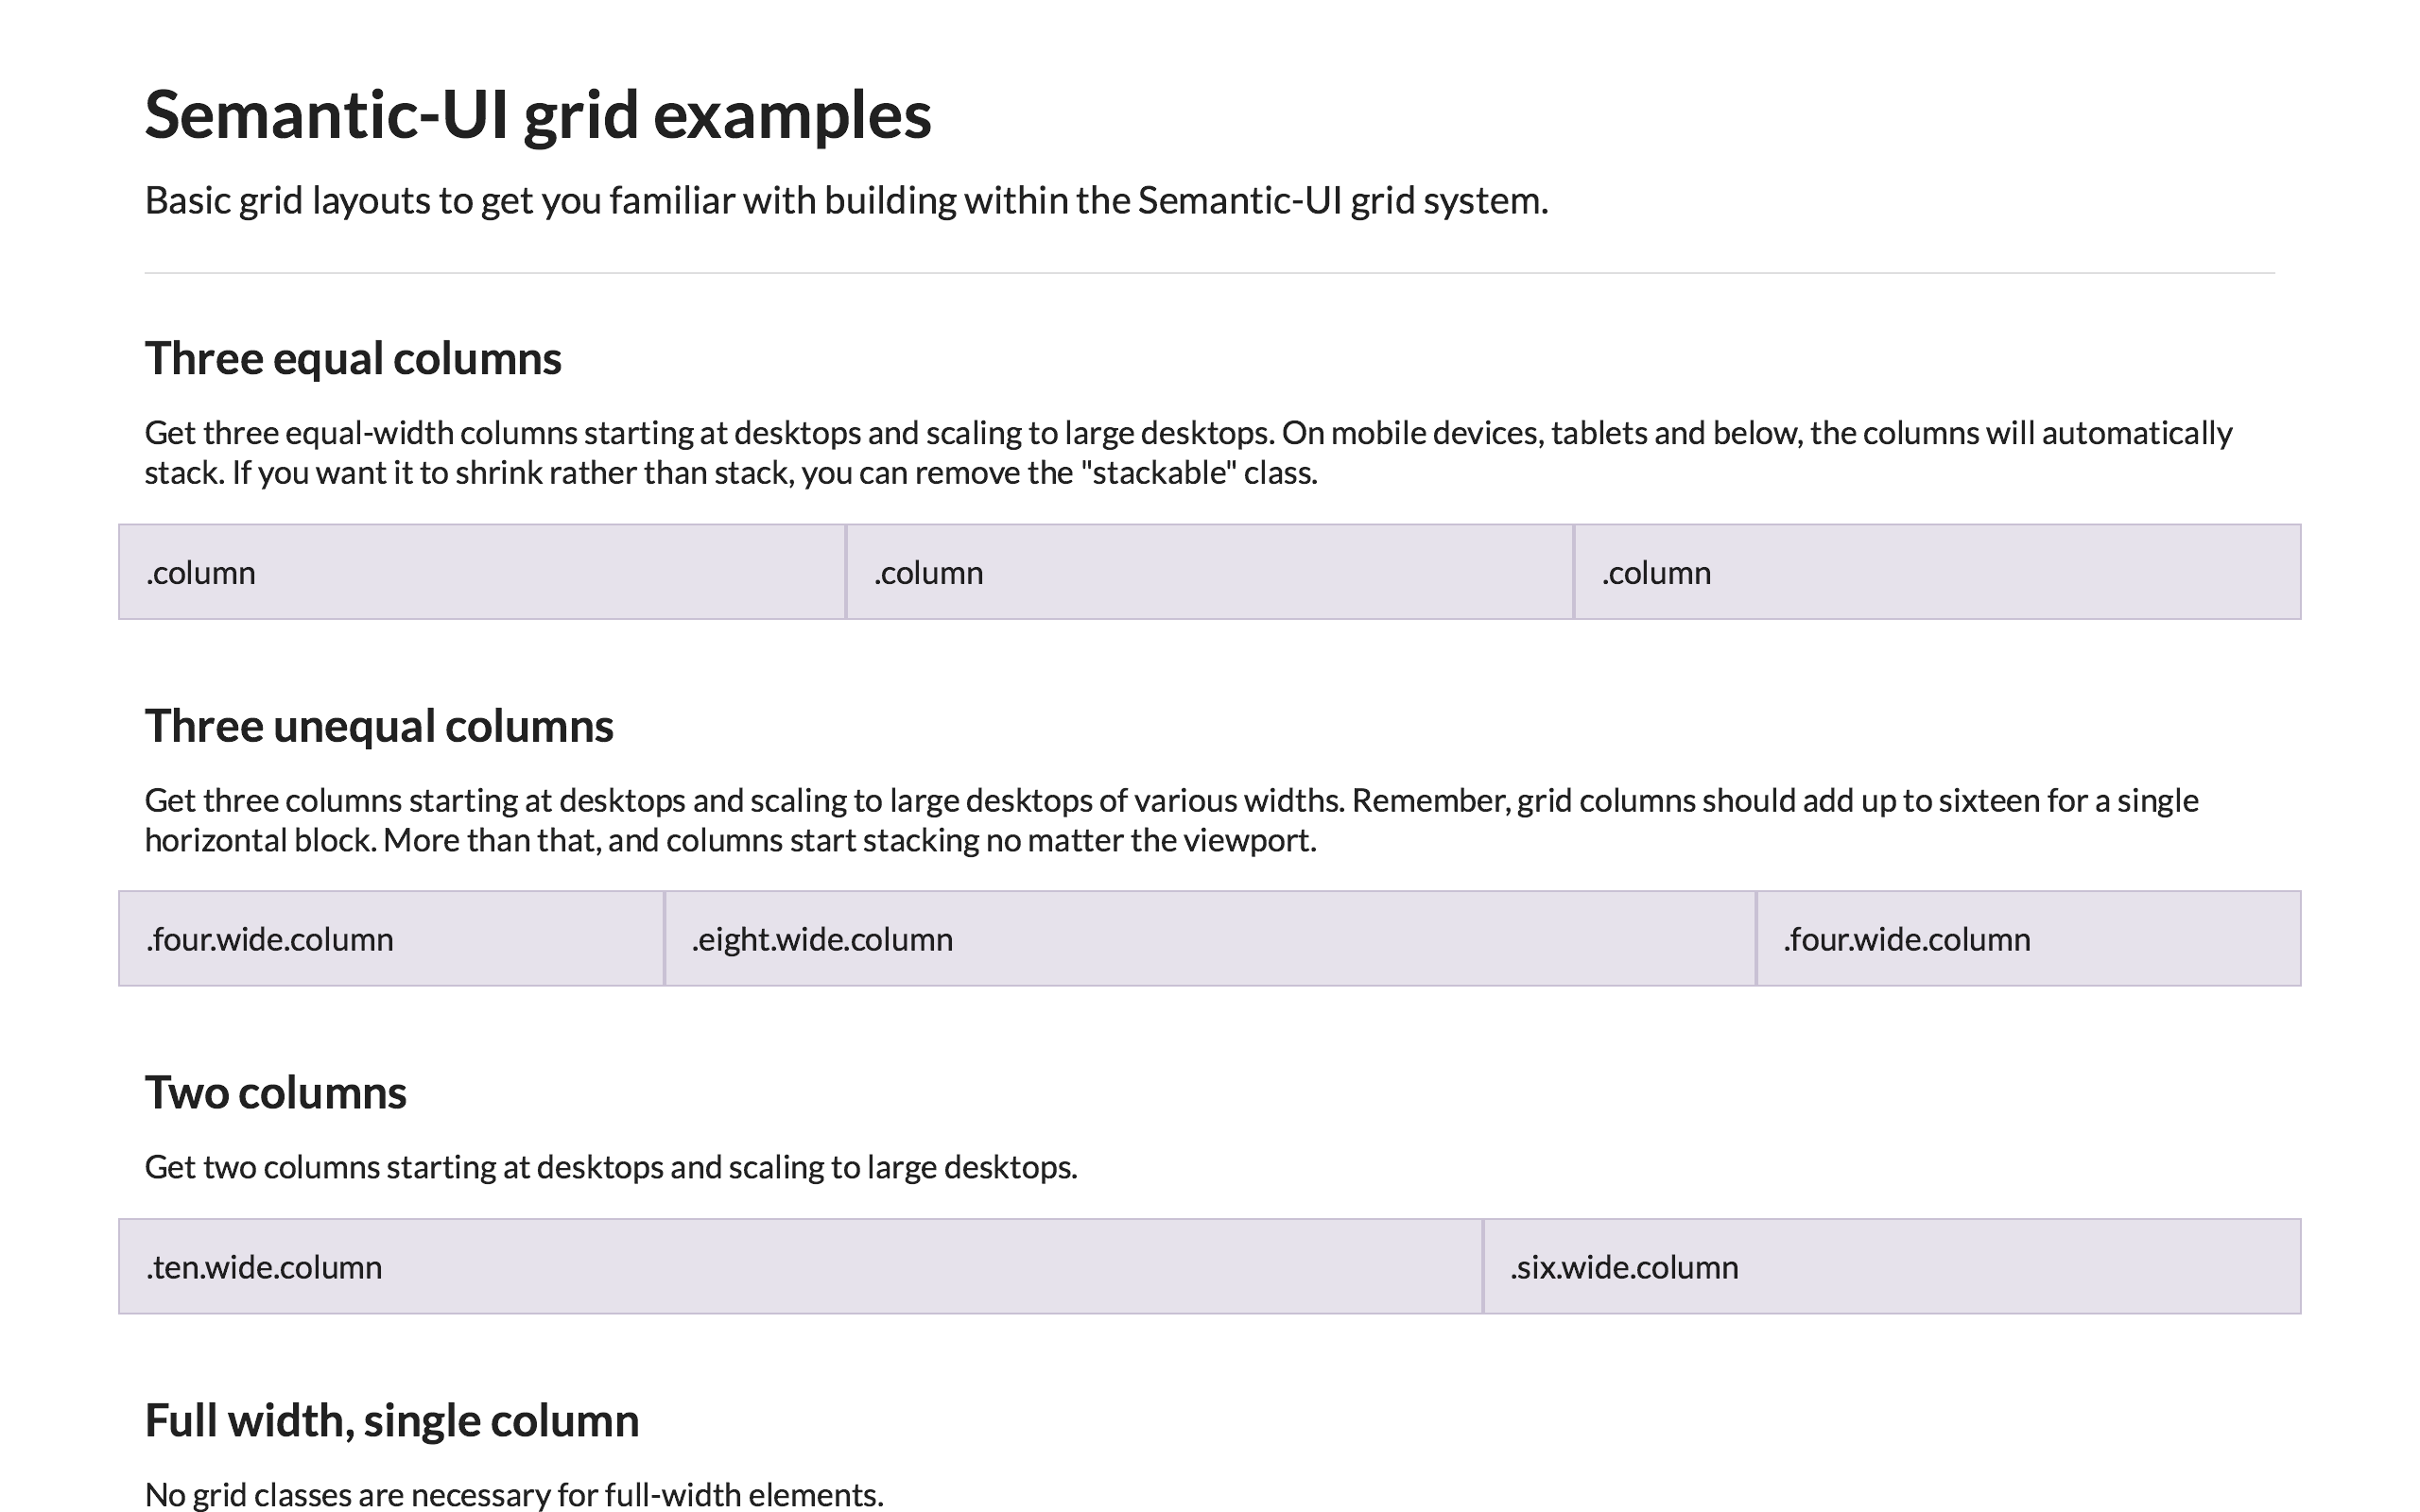 Semantic-UI grid examples
Basic grid layouts to get you familiar with building within the Semantic-UI grid system.
Three equal columns
Get three equal-width columns starting at desktops and scaling to large desktops. On mobile devices, tablets and below, the columns will automatically
stack. If you want it to shrink rather than stack, you can remove the "stackable" class.
.column .column .column
Three unequal columns
Get three columns starting at desktops and scaling to large desktops of various widths. Remember, grid columns should add up to sixteen for a single
horizontal block. More than that, and columns start stacking no matter the viewport.
.four.wide.column .eight.wide.column .four.wide.column
Two columns
Get two columns starting at desktops and scaling to large desktops.
.ten.wide.column .six.wide.column
Full width, single column
No grid classes are necessary for full-width elements.